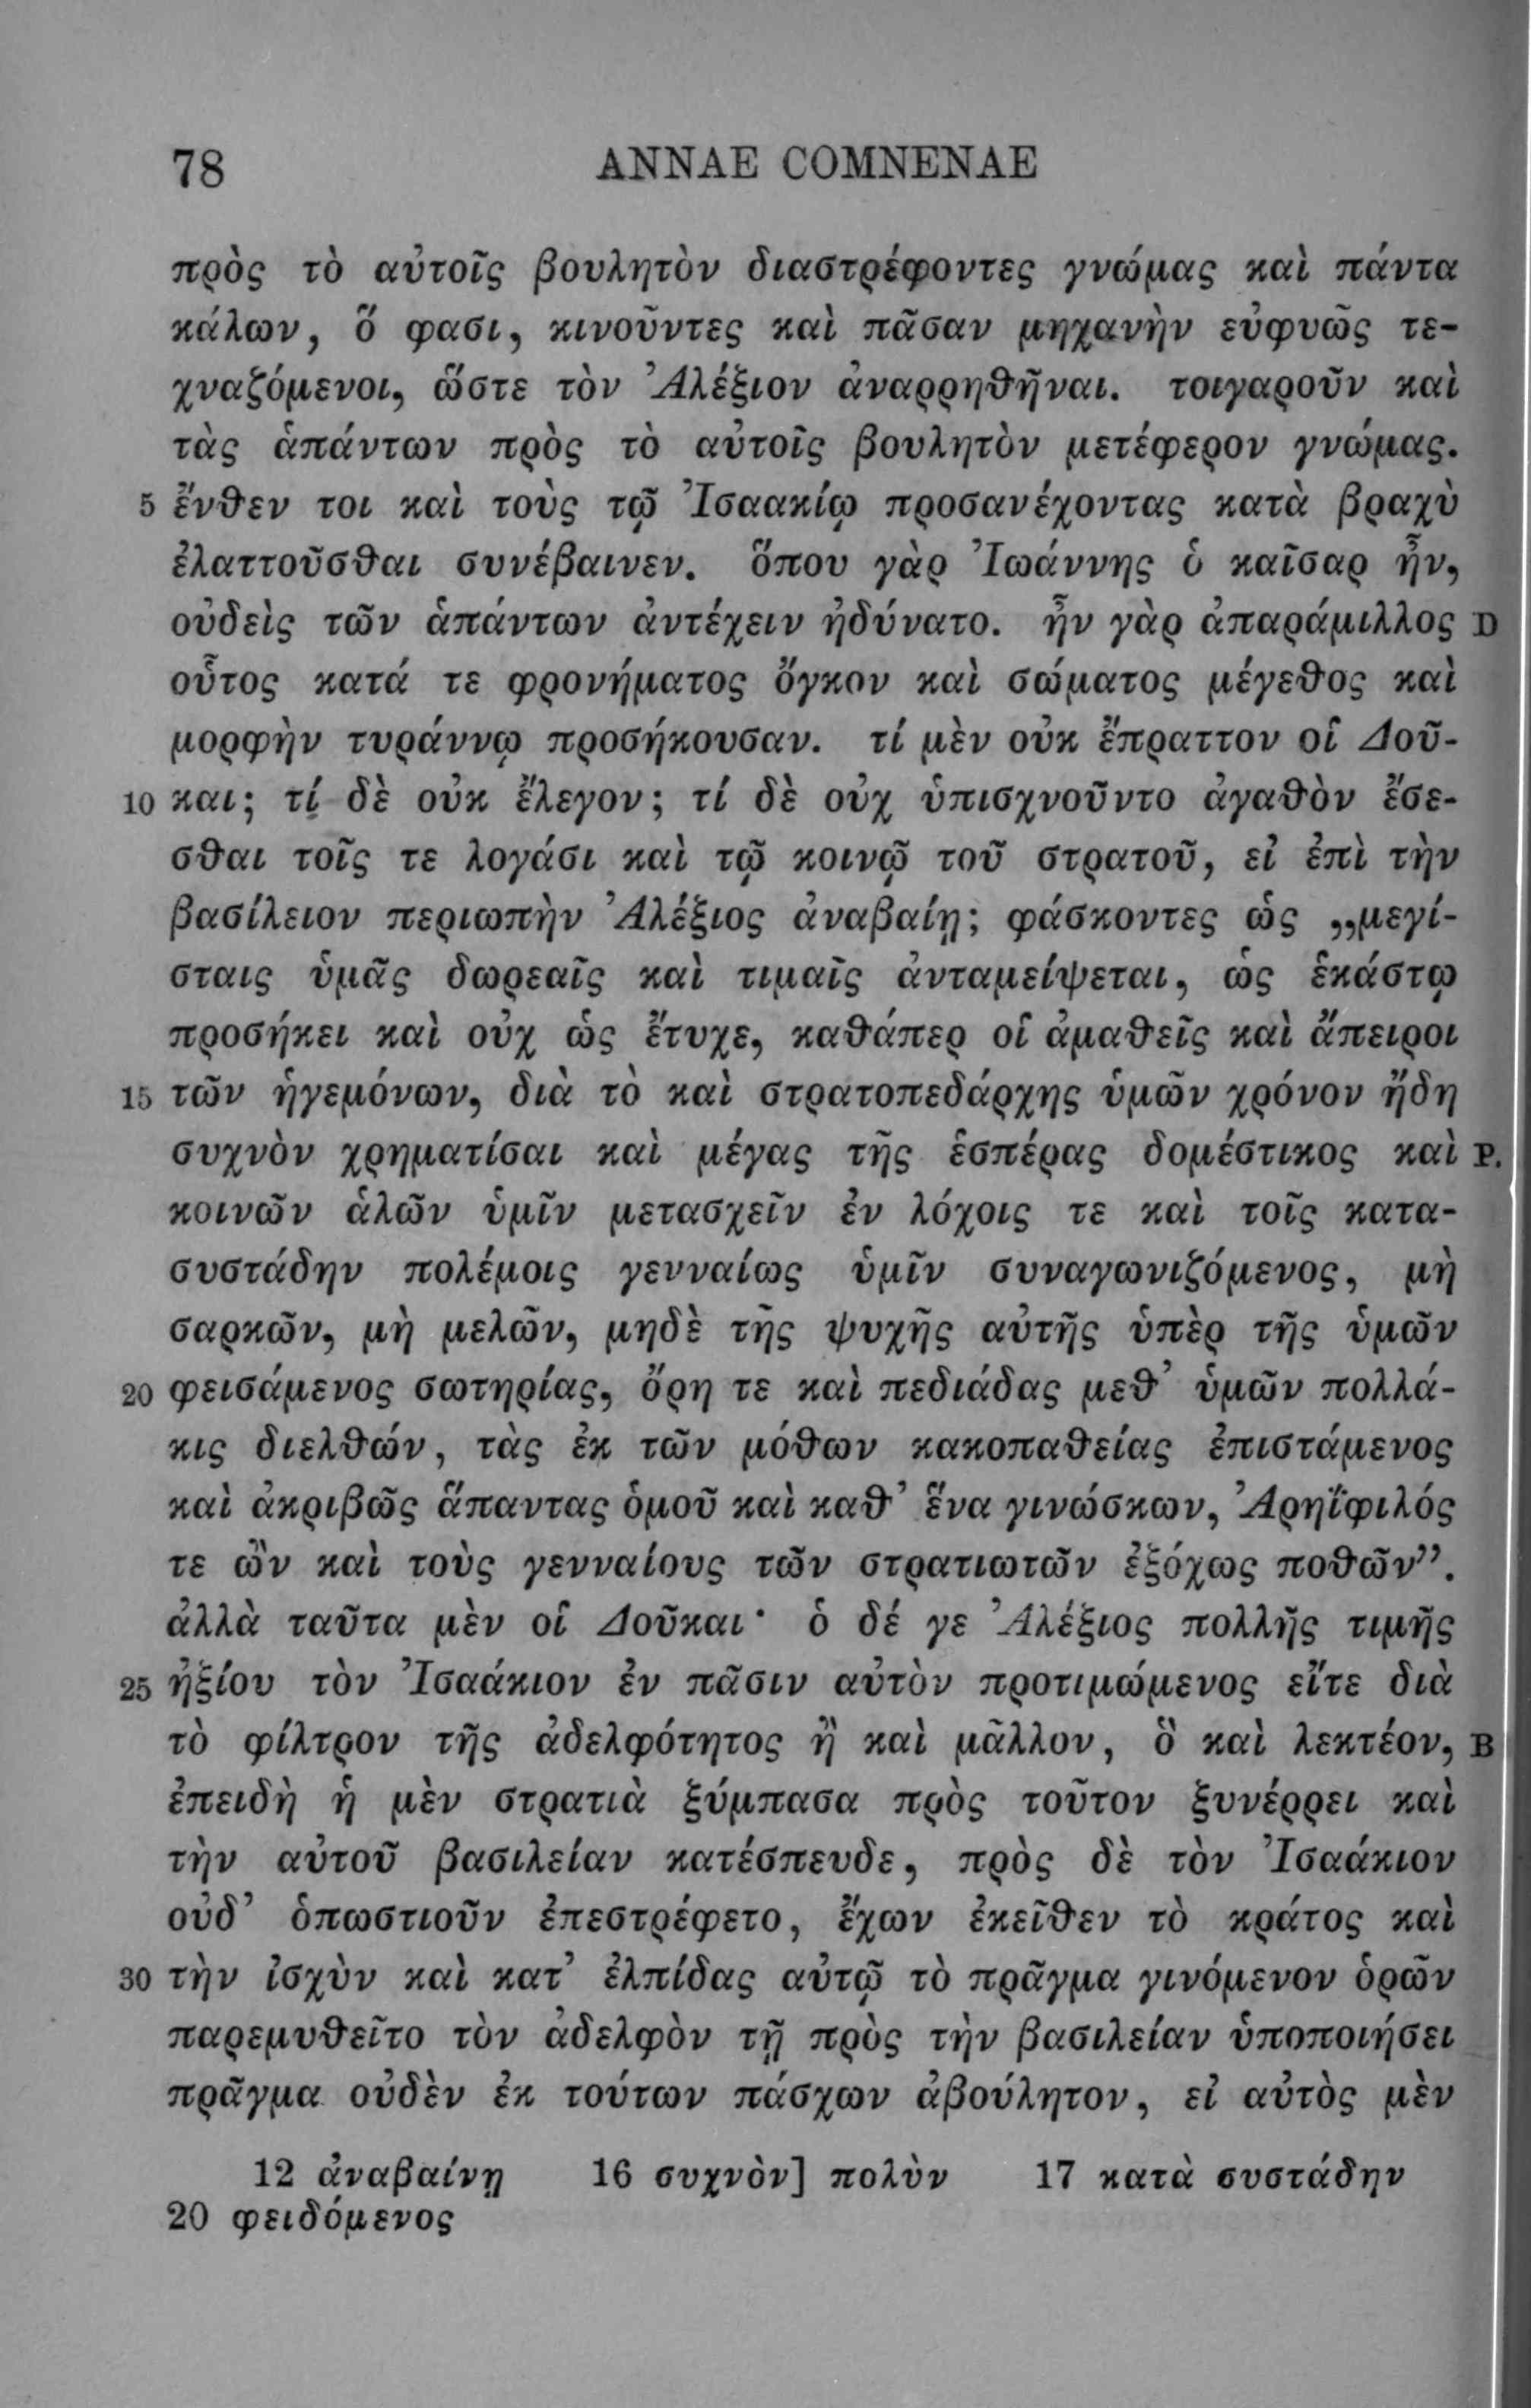 78 ANNAE COMNENAE
πρὸς τὸ αὐτοῖς βουλητὸν διαστρέφοντες γνώμας καὶ πάντα
κάλων, ὅ φασι, κινοῦντες καὶ πᾶσαν μηχανὴν εὐφυῶς τε-
χναζόμενοι, ὥστε τὸν Ἀλέξιον ἀναρρηθῆναι. τοιγαροῦν καὶ
τὰς ἁπάντων πρὸς τὸ αὐτοῖς βουλητὸν μετέφερον γνώμας.
5 ἔνθεν τοι καὶ τοὺς τῷ Ἰσαακίῳ προσανέχοντας κατὰ βραχὺ
ἐλαττοῦσθαι συνέβαινεν. ὅπου γὰρ Ἰωάννης ὁ καῖσαρ ἦν,
οὐδεὶς τῶν ἁπάντων ἀντέχειν ἠδύνατο. ἦν γὰρ ἀπαράμιλλος D
οὗτος κατά τε φρονήματος ὄγκον καὶ σώματος μέγεθος καὶ
μορφὴν τυράννῳ προσήκουσαν. τί μὲν οὐκ ἔπραττον οἱ Δοῦ-
10 και; τί δὲ οὐκ ἔλεγον; τί δὲ οὐχ ὑπισχνοῦντο ἀγαθὸν ἔσε-
σθαι τοῖς τε λογάσι καὶ τῷ κοινῷ τοῦ στρατοῦ, εἰ ἐπὶ τὴν
βασίλειον περιωπὴν Ἀλέξιος ἀναβαίῃ; φάσκοντες ὡς „μεγί-
σταις ὑμᾶς δωρεαῖς καὶ τιμαῖς ἀνταμείψεται, ὡς ἑκάστῳ
προσήκει καὶ οὐχ ὡς ἔτυχε, καθάπερ οἱ ἀμαθεῖς καὶ ἄπειροι
15 τῶν ἡγεμόνων, διὰ τὸ καὶ στρατοπεδάρχης ὑμῶν χρόνον ἤδη
συχνὸν χρηματίσαι καὶ μέγας τῆς ἑσπέρας δομέστικος καὶ P.
κοινῶν ἁλῶν ὑμῖν μετασχεῖν ἐν λόχοις τε καὶ τοῖς κατα-
συστάδην πολέμοις γενναίως ὑμῖν συναγωνιζόμενος, μὴ
σαρκῶν, μὴ μελῶν, μηδὲ τῆς ψυχῆς αὐτῆς ὑπὲρ τῆς ὑμῶν
20 φεισάμενος σωτηρίας, ὄρη τε καὶ πεδιάδας μεθ’ ὑμῶν πολλά-
κις διελθών, τὰς ἐκ τῶν μόθων κακοπαθείας ἐπιστάμενος
καὶ ἀκριβῶς ἅπαντας ὁμοῦ καὶ καθ’ ἕνα γινώσκων, Ἀρηΐφιλός
τε ὢν καὶ τοὺς γενναίους τῶν στρατιωτῶν ἐξόχως ποθῶν”.
ἀλλὰ ταῦτα μὲν οἱ Δοῦκαι· ὁ δέ γε Ἀλέξιος πολλῆς τιμῆς
25 ἠξίου τὸν Ἰσαάκιον ἐν πᾶσιν αὐτὸν προτιμώμενος εἴτε διὰ
τὸ φίλτρον τῆς ἀδελφότητος ἢ καὶ μᾶλλον, ὃ καὶ λεκτέον, B
ἐπειδὴ ἡ μὲν στρατιὰ ξύμπασα πρὸς τοῦτον ξυνέρρει καὶ
τὴν αὐτοῦ βασιλείαν κατέσπευδε, πρὸς δὲ τὸν Ἰσαάκιον
οὐδ’ ὁπωστιοῦν ἐπεστρέφετο, ἔχων ἐκεῖθεν τὸ κράτος καὶ
30 τὴν ἰσχὺν καὶ κατ’ ἐλπίδας αὐτῷ τὸ πρᾶγμα γινόμενον ὁρῶν
παρεμυθεῖτο τὸν ἀδελφὸν τῇ πρὸς τὴν βασιλείαν ὑποποιήσει
πρᾶγμα οὐδὲν ἐκ τούτων πάσχων ἀβούλητον, εἰ αὐτὸς μὲν
12 ἀναβαίνῃ 16 συχνὸν] πολὺν 17 κατὰ συστάδην
20 φειδόμενος